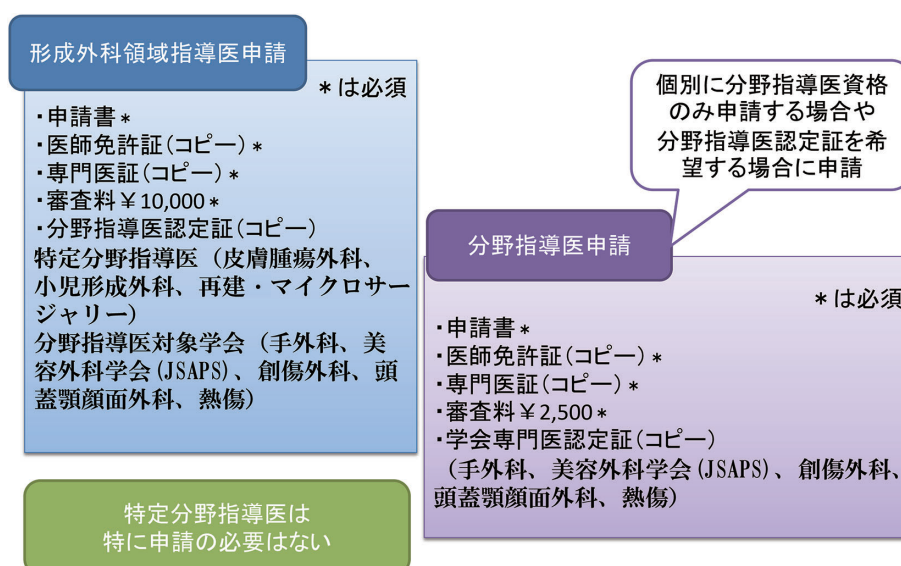 形成外科領域指導医申請
*は必須
・申請書*
・医師免許証(コピー)*
・専門医証(コピー)*
・審査料￥10,000*
・分野指導医認定証(コピー)
特定分野指導医（皮膚腫瘍外科、
小児形成外科、再建・マイクロサー
ジャリー）
分野指導医対象学会（手外科、美
容外科学会(JSAPS)、創傷外科、頭
蓋顎顔面外科、熱傷）
特定分野指導医は
特に申請の必要はない
個別に分野指導医資格
のみ申請する場合や
分野指導医認定証を希
望する場合に申請
分野指導医申請
*は必須
・申請書*
・医師免許証(コピー)*
・専門医証(コピー)*
・審査料￥2,500*
・学会専門医認定証(コピー)
（手外科、美容外科学会(JSAPS)、創傷外科、
頭蓋顎顔面外科、熱傷）